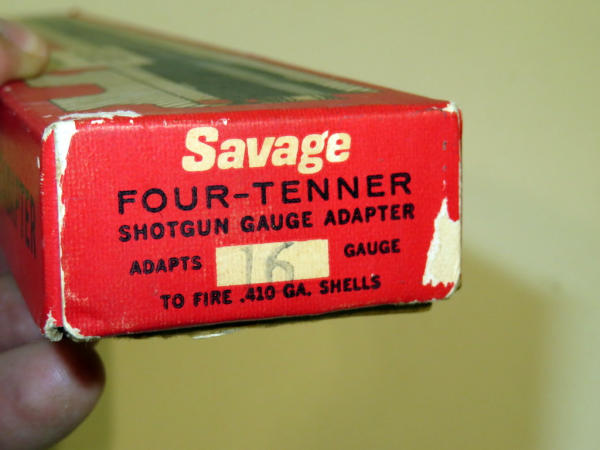 Savage
FOUR-TENNER
SHOTGUN GAUGE ADAPTER
ADAPTS 16 GAUGE
TO FIRE .410 GA. SHELLS